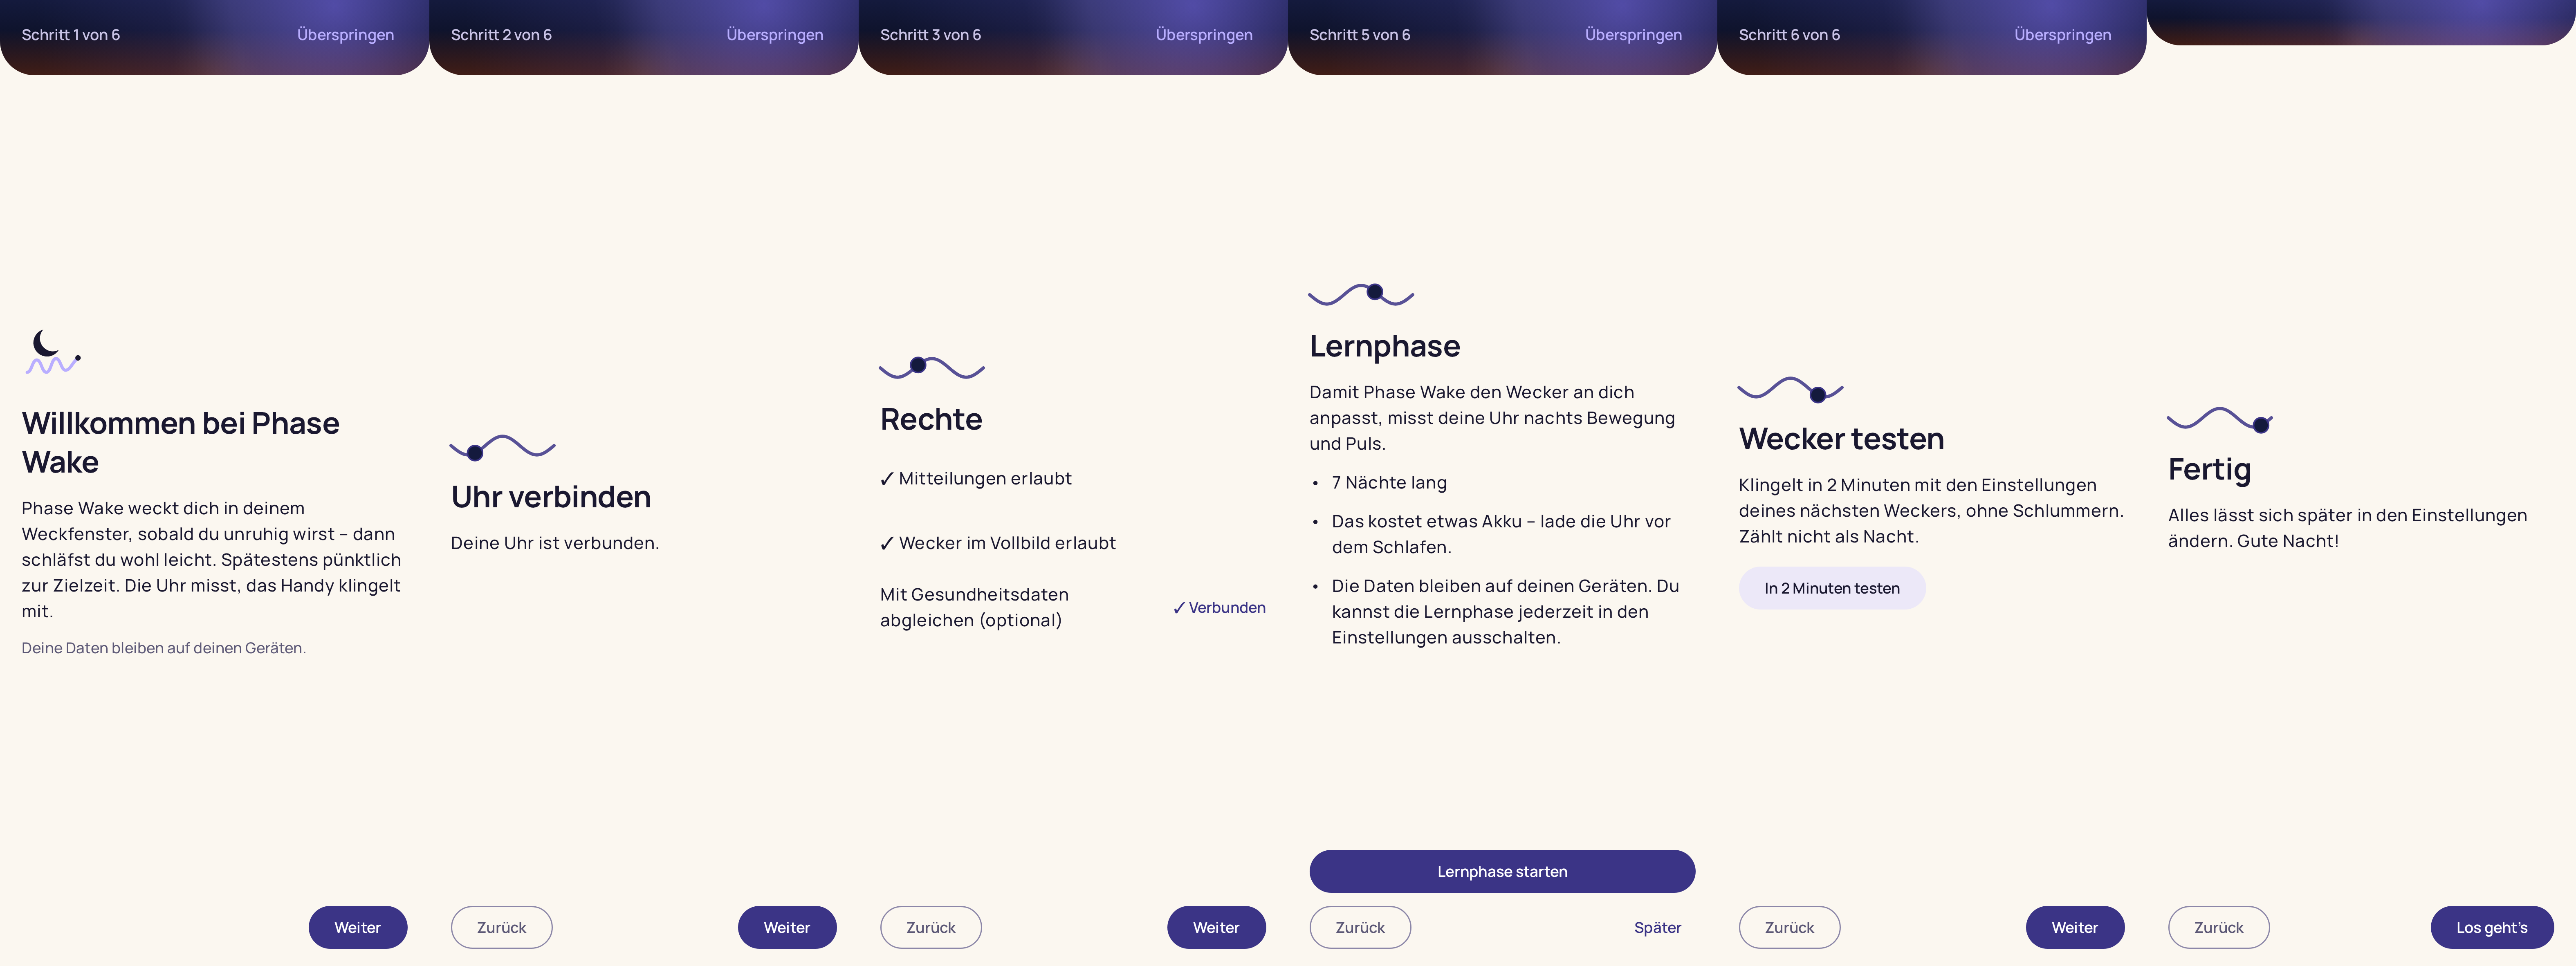 Schritt 1 von 6
Überspringen
Willkommen bei Phase
Wake
Phase Wake weckt dich in deinem
Weckfenster, sobald du unruhig wirst – dann
schläfst du wohl leicht. Spätestens pünktlich
zur Zielzeit. Die Uhr misst, das Handy klingelt
mit.
Deine Daten bleiben auf deinen Geräten.
Weiter
Schritt 2 von 6
Überspringen
Uhr verbinden
Deine Uhr ist verbunden.
Zurück
Weiter
Schritt 3 von 6
Überspringen
Rechte
✓ Mitteilungen erlaubt
✓ Wecker im Vollbild erlaubt
Mit Gesundheitsdaten
abgleichen (optional)
✓ Verbunden
Zurück
Weiter
Schritt 5 von 6
Überspringen
Lernphase
Damit Phase Wake den Wecker an dich
anpasst, misst deine Uhr nachts Bewegung
und Puls.
• 7 Nächte lang
• Das kostet etwas Akku – lade die Uhr vor
dem Schlafen.
• Die Daten bleiben auf deinen Geräten. Du
kannst die Lernphase jederzeit in den
Einstellungen ausschalten.
Lernphase starten
Zurück
Später
Schritt 6 von 6
Überspringen
Wecker testen
Klingelt in 2 Minuten mit den Einstellungen
deines nächsten Weckers, ohne Schlummern.
Zählt nicht als Nacht.
In 2 Minuten testen
Zurück
Weiter
Fertig
Alles lässt sich später in den Einstellungen
ändern. Gute Nacht!
Zurück
Los geht's